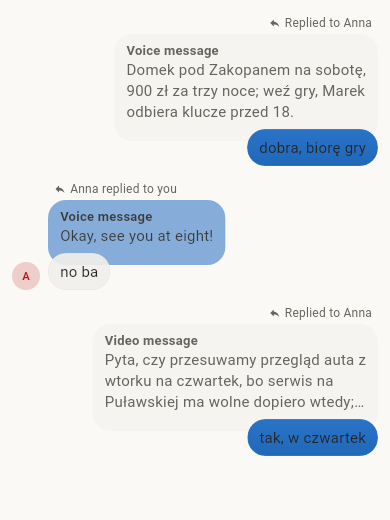 Replied to Anna
Voice message
Domek pod Zakopanem na sobotę,
900 zł za trzy noce; weź gry, Marek
odbiera klucze przed 18.
dobra, biorę gry
Anna replied to you
Voice message
Okay, see you at eight!
A
no ba
Replied to Anna
Video message
Pyta, czy przesuwamy przegląd auta z
wtorku na czwartek, bo serwis na
Puławskiej ma wolne dopiero wtedy;...
tak, w czwartek